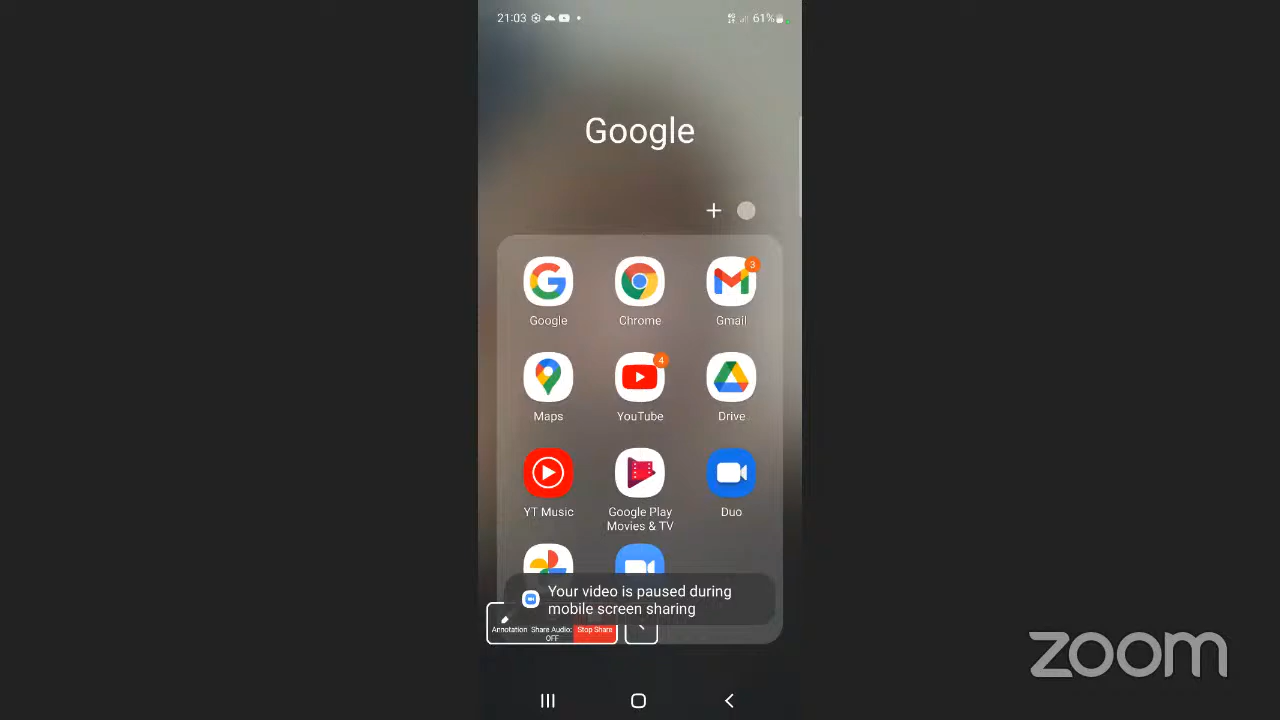 21:03
61%
Google
3
Google Chrome Gmail
4
Maps YouTube Drive
YT Music Google Play Duo
Movies & TV
Your video is paused during
mobile screen sharing
Annotation Share Audio: Stop Share
OFF
zoom